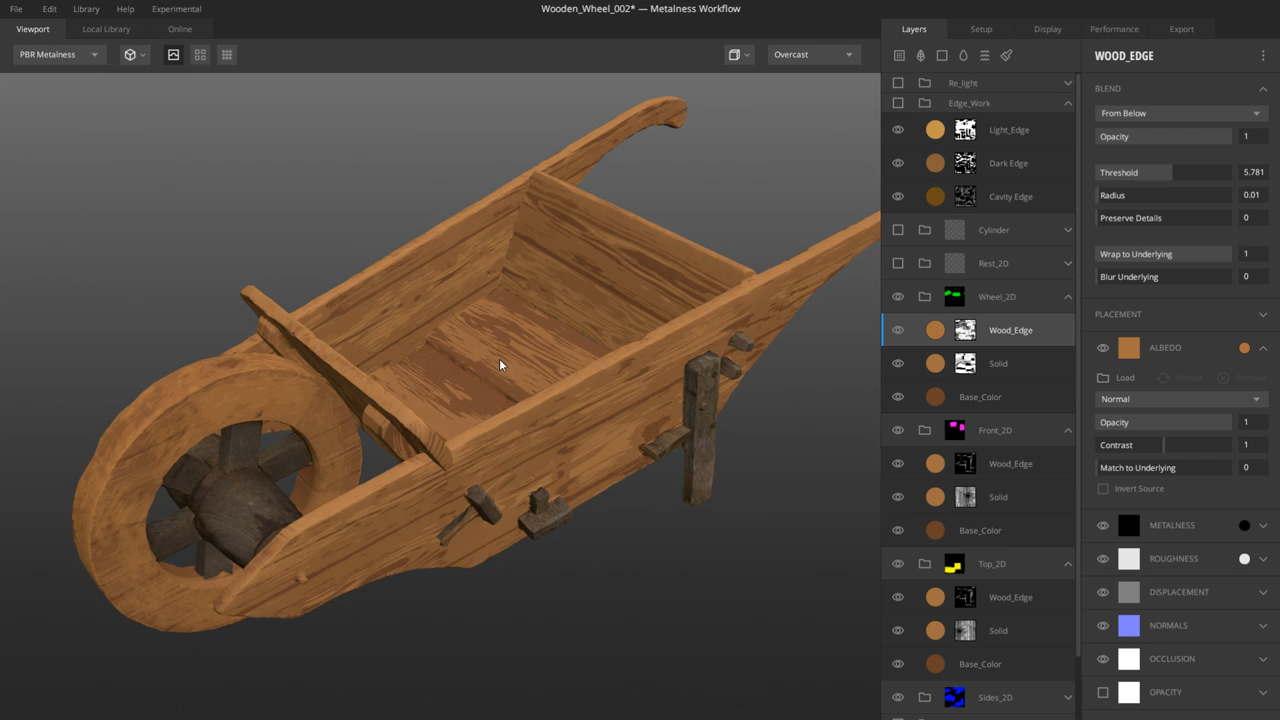 File Edit Library Help Experimental
Wooden_Wheel_002* — Metalness Workflow
Viewport Local Library Online
Layers Setup Display Performance Export
PBR Metalness
Overcast
WOOD_EDGE
Re_light
Edge_Work
Light_Edge
Dark Edge
Cavity Edge
Cylinder
Rest_2D
Wheel_2D
Wood_Edge
Solid
Base_Color
Front_2D
Wood_Edge
Solid
Base_Color
Top_2D
Wood_Edge
Solid
Base_Color
Sides_2D
BLEND
From Below
Opacity 1
Threshold 5.781
Radius 0.01
Preserve Details 0
Wrap to Underlying 1
Blur Underlying 0
PLACEMENT
ALBEDO
Load Reload Remove
Normal
Opacity 1
Contrast 1
Match to Underlying 0
Invert Source
METALNESS
ROUGHNESS
DISPLACEMENT
NORMALS
OCCLUSION
OPACITY